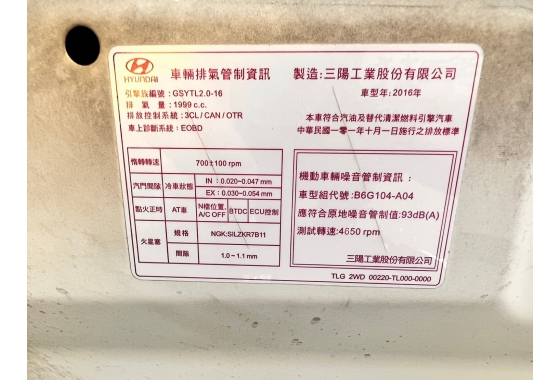 HYUNDAI
車輛排氣管制資訊
引擎族編號：GSYTL2.0-16
排氣量：1999 c.c.
排放控制系統：3CL/CAN/OTR
車上診斷系統：EOBD
製造：三陽工業股份有限公司
車型年：2016年
本車符合汽油及替代清潔燃料引擎汽車
中華民國一零一年十月一日施行之排放標準
惰轉轉速 700±100 rpm
汽門間隙 冷車狀態 IN：0.020~0.047 mm
EX：0.030~0.054 mm
點火正時 AT車 N檔位置, A/C OFF BTDC ECU控制
火星塞 規格 NGK:SILZKR7B11
間隙 1.0~1.1 mm
機動車輛噪音管制資訊：
車型組代號:B6G104-A04
應符合原地噪音管制值:93dB(A)
測試轉速:4650 rpm
三陽工業股份有限公司
TLG 2WD 00220-TL000-0000